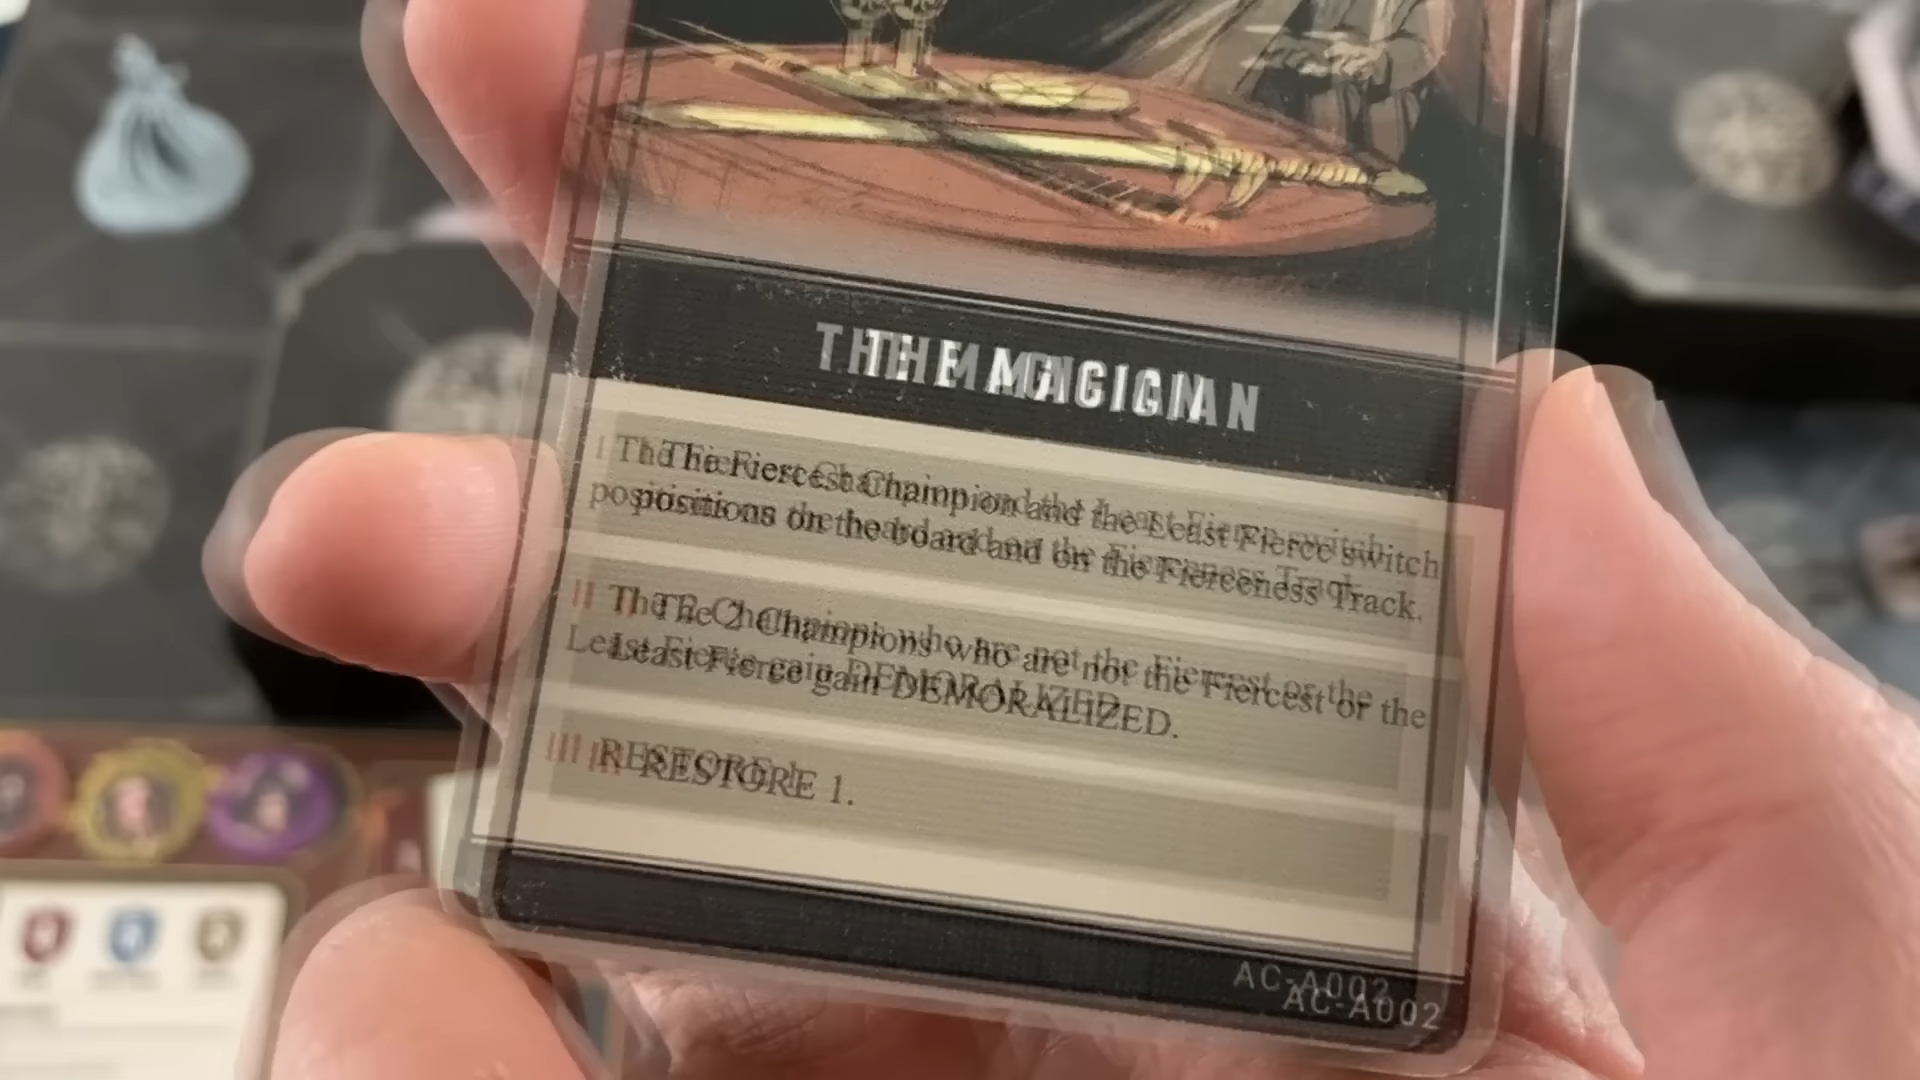 THE MAGICIAN
I The Fiercest Champion and the Least Fierce switch
positions on the board and on the Fierceness Track.
II The 2 Champions who are not the Fiercest or the
Least Fierce gain DEMORALIZED.
III RESTORE 1.
AC-A002